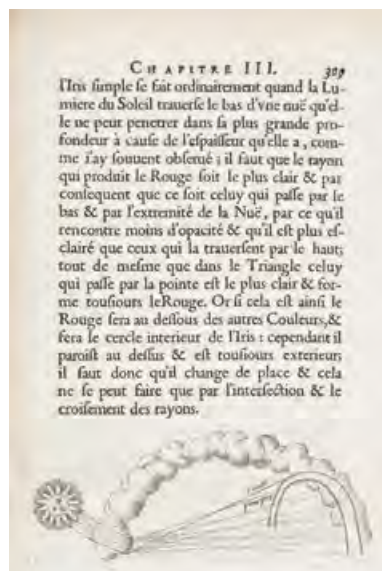 CHAPITRE III. 309
l'Iris simple se fait ordinairement quand la Lu-
miere du Soleil trauerse le bas d'vne nuë qu'el-
le ne peut penetrer dans sa plus grande pro-
fondeur à cause de l'espaisseur qu'elle a, com-
me i'ay souuent obserué ; il faut que le rayon
qui produit le Rouge soit le plus clair & par
consequent que ce soit celuy qui passe par le
bas & par l'extremité de la Nuë, par ce qu'il
rencontre moins d'opacité & qu'il est plus es-
clairé que ceux qui la trauersent par le haut;
tout de mesme que dans le Triangle celuy
qui passe par la pointe est le plus clair & for-
me tousiours le Rouge. Or si cela est ainsi le
Rouge sera au dessous des autres Couleurs, &
sera le cercle interieur de l'Iris : cependant il
paroist au dessus & est tousiours exterieur;
il faut donc qu'il change de place & cela
ne se peut faire que par l'intersection & le
croisement des rayons.